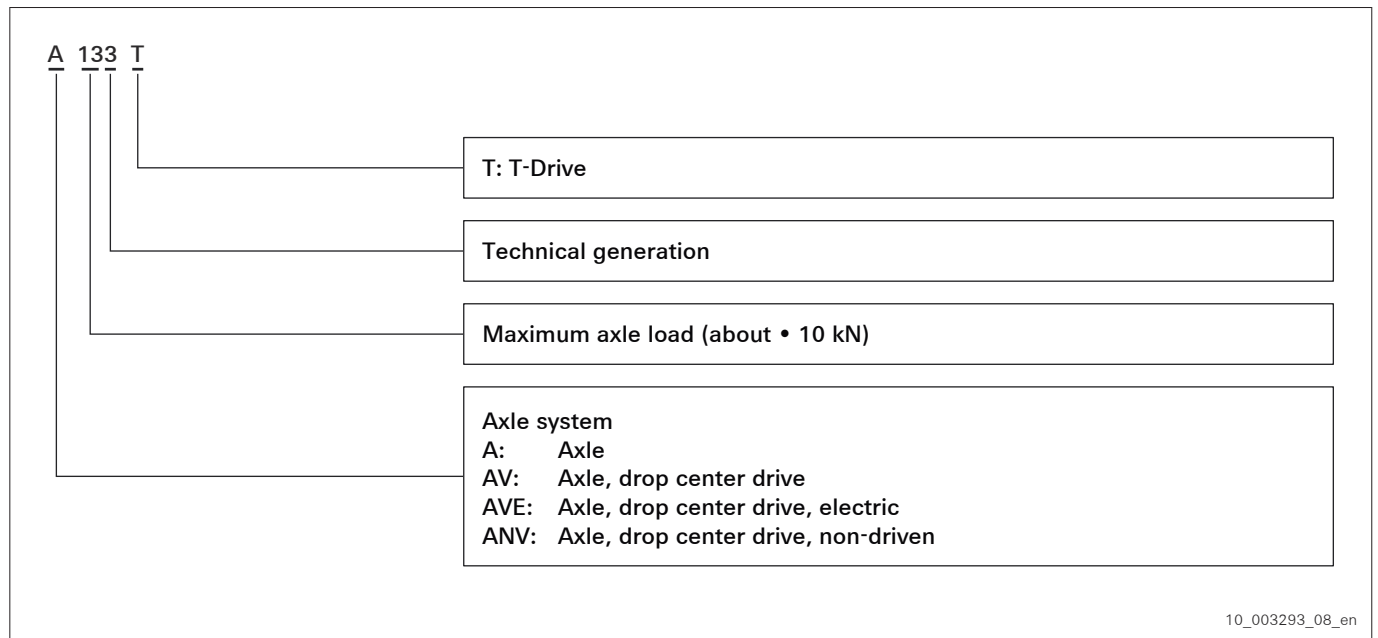 A 133 T
T: T-Drive
Technical generation
Maximum axle load (about • 10 kN)
Axle system
A: Axle
AV: Axle, drop center drive
AVE: Axle, drop center drive, electric
ANV: Axle, drop center drive, non-driven
10_003293_08_en